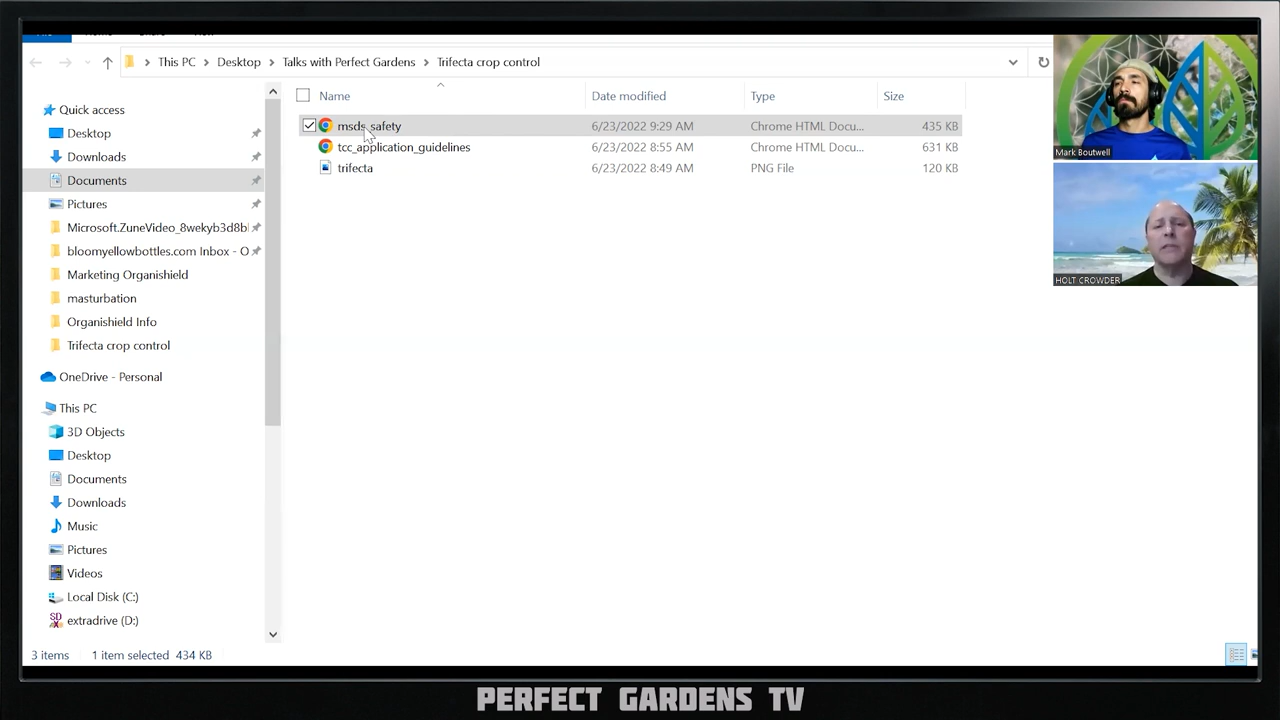 This PC > Desktop > Talks with Perfect Gardens > Trifecta crop control
Name Date modified Type Size
msds_safety 6/23/2022 9:29 AM Chrome HTML Docu... 435 KB
tcc_application_guidelines 6/23/2022 8:55 AM Chrome HTML Docu... 631 KB
trifecta 6/23/2022 8:49 AM PNG File 120 KB
Quick access
Desktop
Downloads
Documents
Pictures
Microsoft.ZuneVideo_8wekyb3d8b
bloomyellowbottles.com Inbox - O
Marketing Organishield
masturbation
Organishield Info
Trifecta crop control
OneDrive - Personal
This PC
3D Objects
Desktop
Documents
Downloads
Music
Pictures
Videos
Local Disk (C:)
extradrive (D:)
3 items 1 item selected 434 KB
Mark Boutwell
HOLT CROWDER
PERFECT GARDENS TV